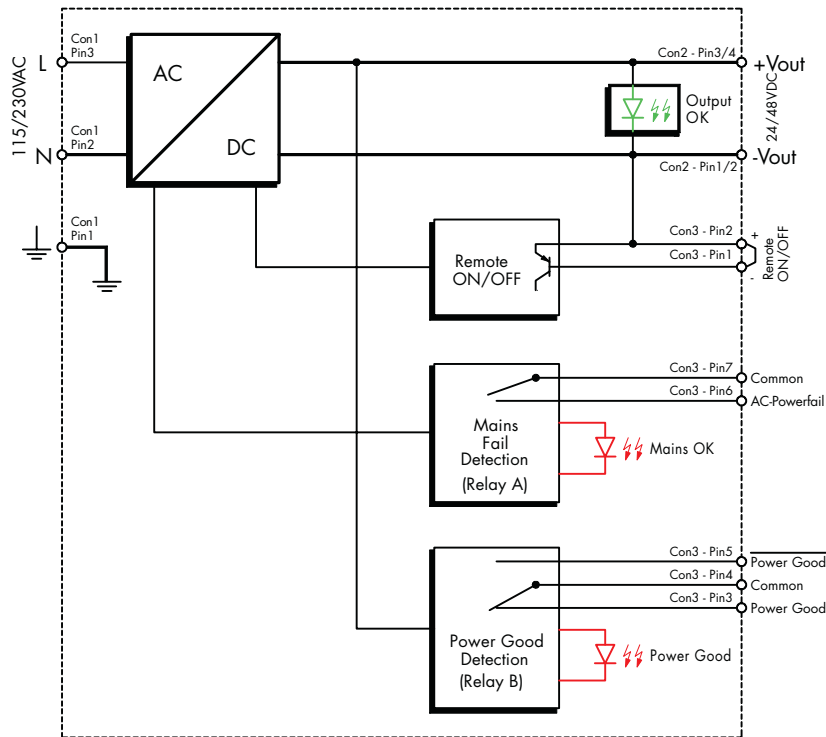 115/230VAC
L
Con1
Pin3
N
Con1
Pin2
Con1
Pin1
AC
DC
Con2 - Pin3/4
+Vout
Output
OK
24/48VDC
-Vout
Con2 - Pin1/2
Remote
ON/OFF
Con3 - Pin2
+
Con3 - Pin1
-
Remote
ON/OFF
Mains
Fail
Detection
(Relay A)
Con3 - Pin7
Common
Con3 - Pin6
AC-Powerfail
Mains OK
Power Good
Detection
(Relay B)
Con3 - Pin5
Power Good
Con3 - Pin4
Common
Con3 - Pin3
Power Good
Power Good